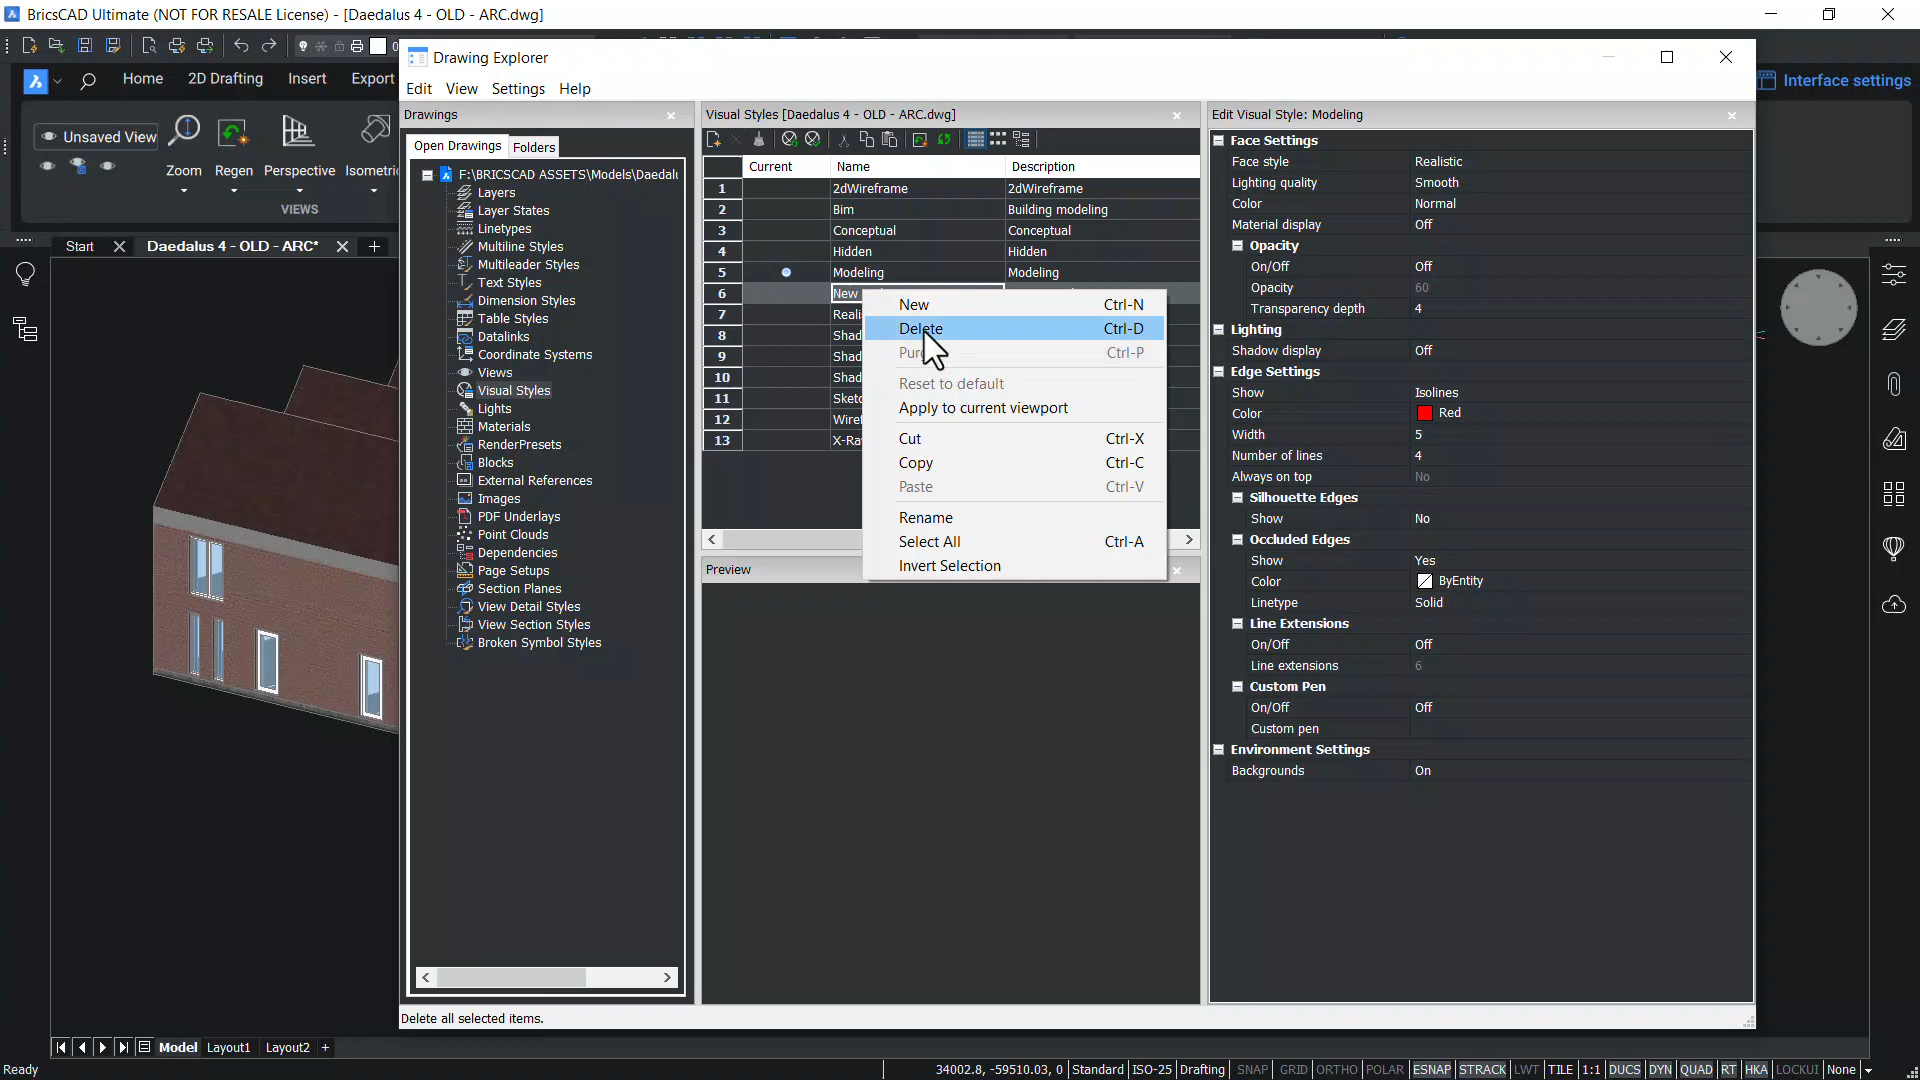 BricsCAD Ultimate (NOT FOR RESALE License) - [Daedalus 4 - OLD - ARC.dwg]
Home 2D Drafting Insert Export
Interface settings
Unsaved View
Zoom Regen Perspective Isometric
VIEWS
Start Daedalus 4 - OLD - ARC*
Drawing Explorer
Edit View Settings Help
Drawings
Open Drawings Folders
F:\BRICSCAD ASSETS\Models\Daedalu
Layers
Layer States
Linetypes
Multiline Styles
Multileader Styles
Text Styles
Dimension Styles
Table Styles
Datalinks
Coordinate Systems
Views
Visual Styles
Lights
Materials
RenderPresets
Blocks
External References
Images
PDF Underlays
Point Clouds
Dependencies
Page Setups
Section Planes
View Detail Styles
View Section Styles
Broken Symbol Styles
Visual Styles [Daedalus 4 - OLD - ARC.dwg]
Current Name Description
1 2dWireframe 2dWireframe
2 Bim Building modeling
3 Conceptual Conceptual
4 Hidden Hidden
5 Modeling Modeling
6 New
7 Reali
8 Shad
9 Shad
10 Shad
11 Sketc
12 Wiref
13 X-Ra
New Ctrl-N
Delete Ctrl-D
Purg Ctrl-P
Reset to default
Apply to current viewport
Cut Ctrl-X
Copy Ctrl-C
Paste Ctrl-V
Rename
Select All Ctrl-A
Invert Selection
Preview
Edit Visual Style: Modeling
Face Settings
Face style Realistic
Lighting quality Smooth
Color Normal
Material display Off
Opacity
On/Off Off
Opacity 60
Transparency depth 4
Lighting
Shadow display Off
Edge Settings
Show Isolines
Color Red
Width 5
Number of lines 4
Always on top No
Silhouette Edges
Show No
Occluded Edges
Show Yes
Color ByEntity
Linetype Solid
Line Extensions
On/Off Off
Line extensions 6
Custom Pen
On/Off Off
Custom pen
Environment Settings
Backgrounds On
Delete all selected items.
Model Layout1 Layout2 +
Ready
34002.8, -59510.03, 0 Standard ISO-25 Drafting SNAP GRID ORTHO POLAR ESNAP STRACK LWT TILE 1:1 DUCS DYN QUAD RT HKA LOCKUI None